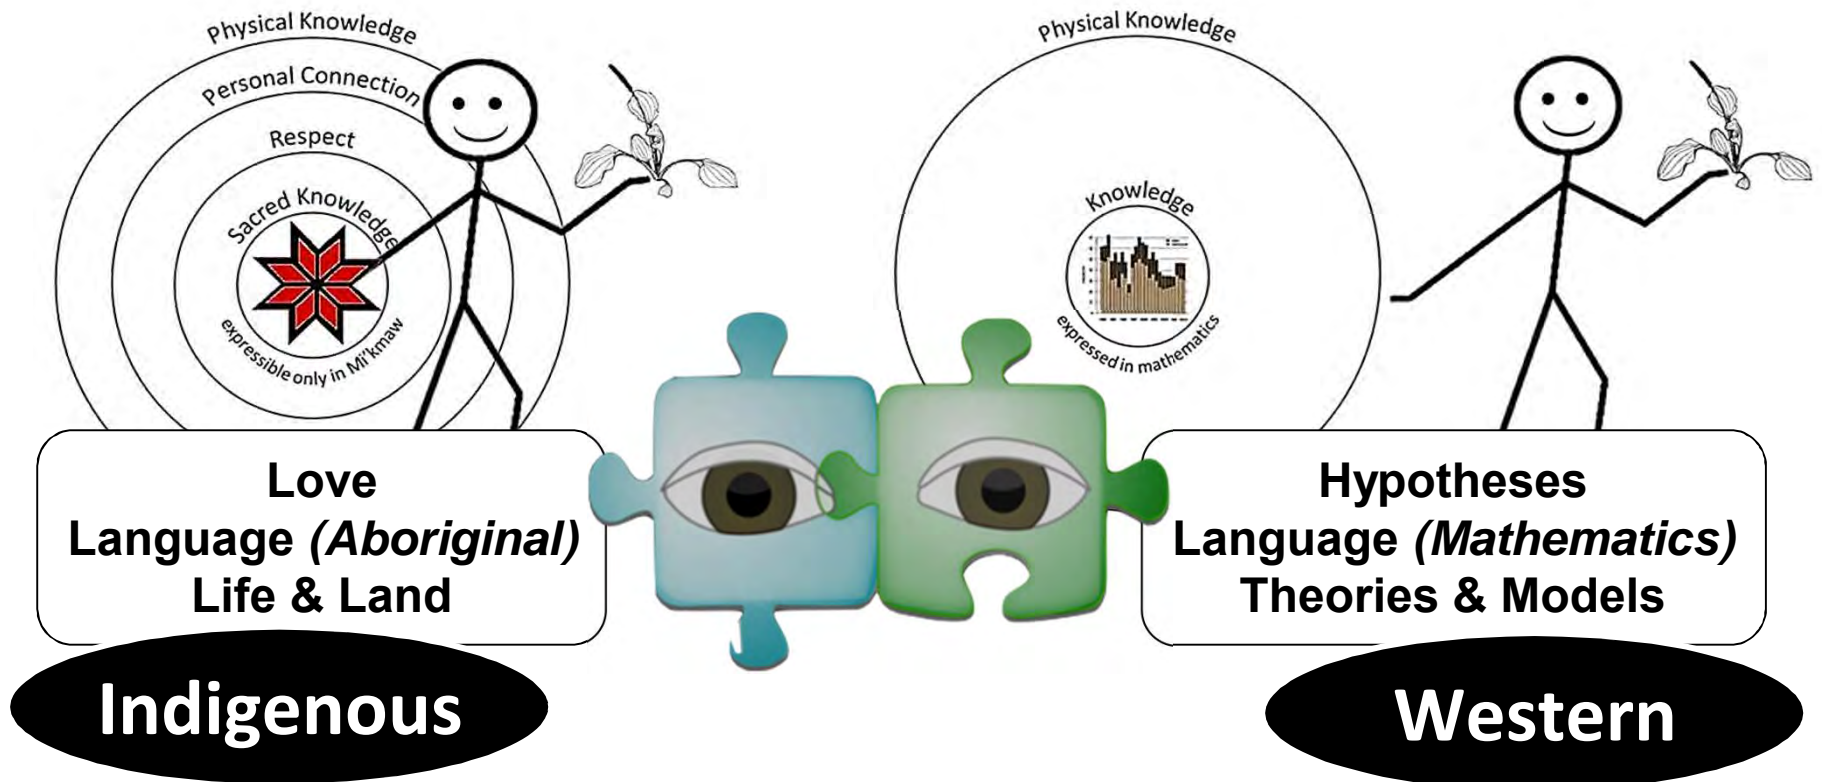 Physical Knowledge
Personal Connection
Respect
Sacred Knowledge
expressible only in Mi'kmaw
Physical Knowledge
Knowledge
expressed in mathematics
Love
Language (Aboriginal)
Life & Land
Hypotheses
Language (Mathematics)
Theories & Models
Indigenous
Western